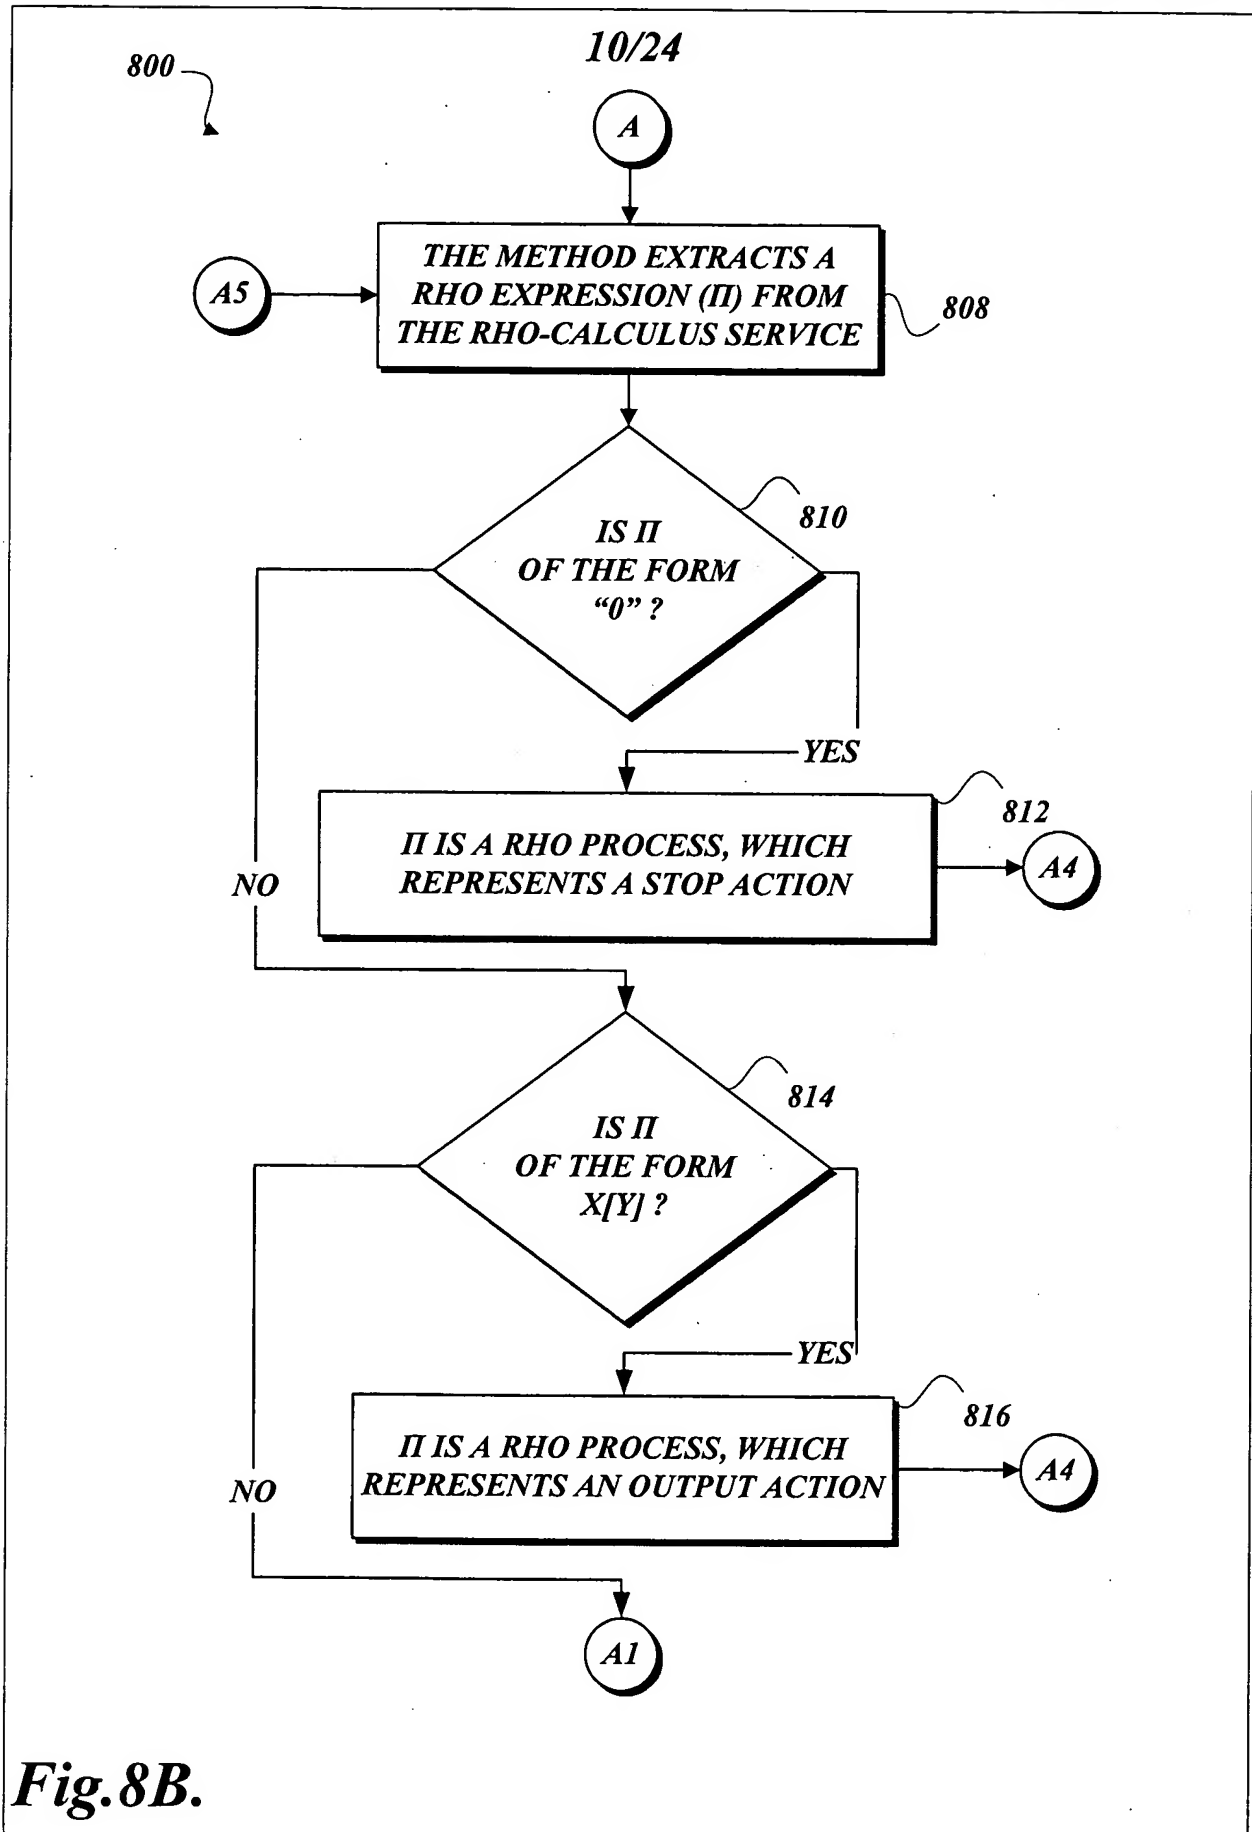 10/24
800
A
THE METHOD EXTRACTS A
RHO EXPRESSION (Π) FROM
THE RHO-CALCULUS SERVICE
A5
808
810
IS Π
OF THE FORM
“0” ?
YES
812
Π IS A RHO PROCESS, WHICH
REPRESENTS A STOP ACTION
A4
NO
814
IS Π
OF THE FORM
X[Y] ?
YES
816
Π IS A RHO PROCESS, WHICH
REPRESENTS AN OUTPUT ACTION
A4
NO
A1
Fig.8B.